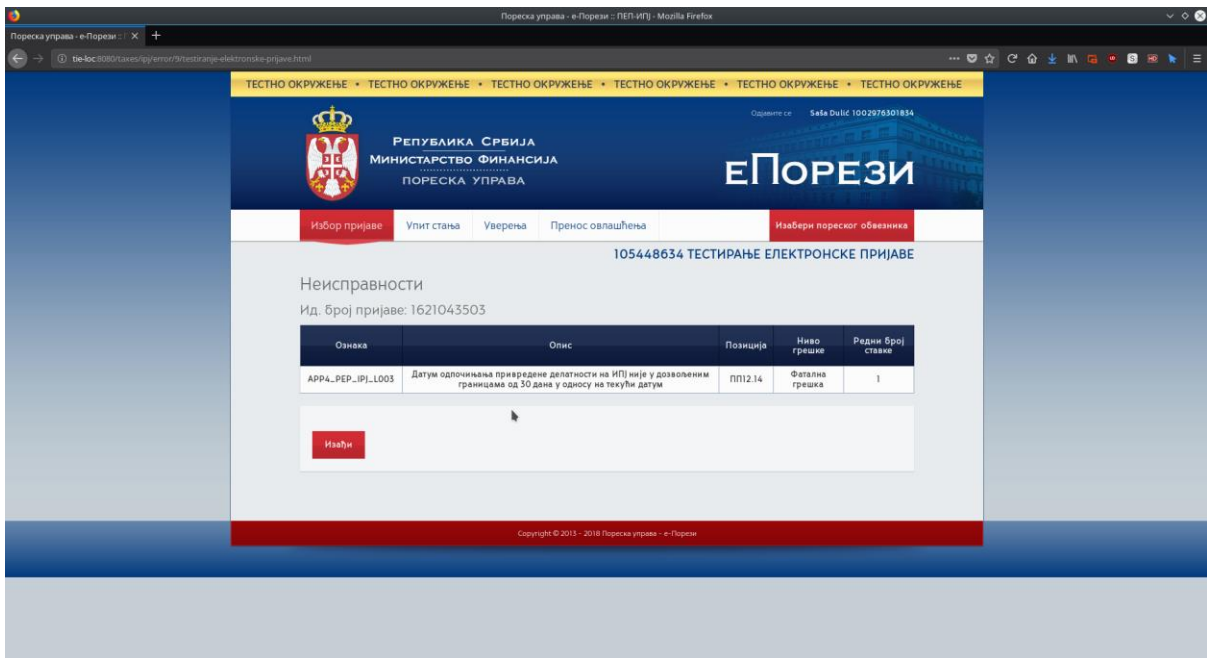 Пореска управа - е-Порези :: ПЕП-ИПЈ - Mozilla Firefox
Пореска управа - е-Порези ::
tie-loc:8080/taxes/ipj/error/9/testiranje-elektronske-prijave.html
ТЕСТНО ОКРУЖЕЊЕ • ТЕСТНО ОКРУЖЕЊЕ • ТЕСТНО ОКРУЖЕЊЕ • ТЕСТНО ОКРУЖЕЊЕ • ТЕСТНО ОКРУЖЕЊЕ • ТЕСТНО ОКРУЖЕЊЕ
Одјавите се Saša Dulić 1002976301834
Република Србија
Министарство Финансија
ПОРЕСКА УПРАВА
еПорези
Избор пријаве Упит стања Уверења Пренос овлашћења Изабери пореског обвезника
105448634 ТЕСТИРАЊЕ ЕЛЕКТРОНСКЕ ПРИЈАВЕ
Неисправности
Ид. број пријаве: 1621043503
Ознака Опис Позиција Ниво грешке Редни број ставке
APP4_PEP_IPJ_L003 Датум одпочињања привредене делатности на ИПЈ није у дозвољеним границама од 30 дана у односу на текући датум ПП12.14 Фатална грешка 1
Изађи
Copyright © 2013 - 2018 Пореска управа - е-Порези